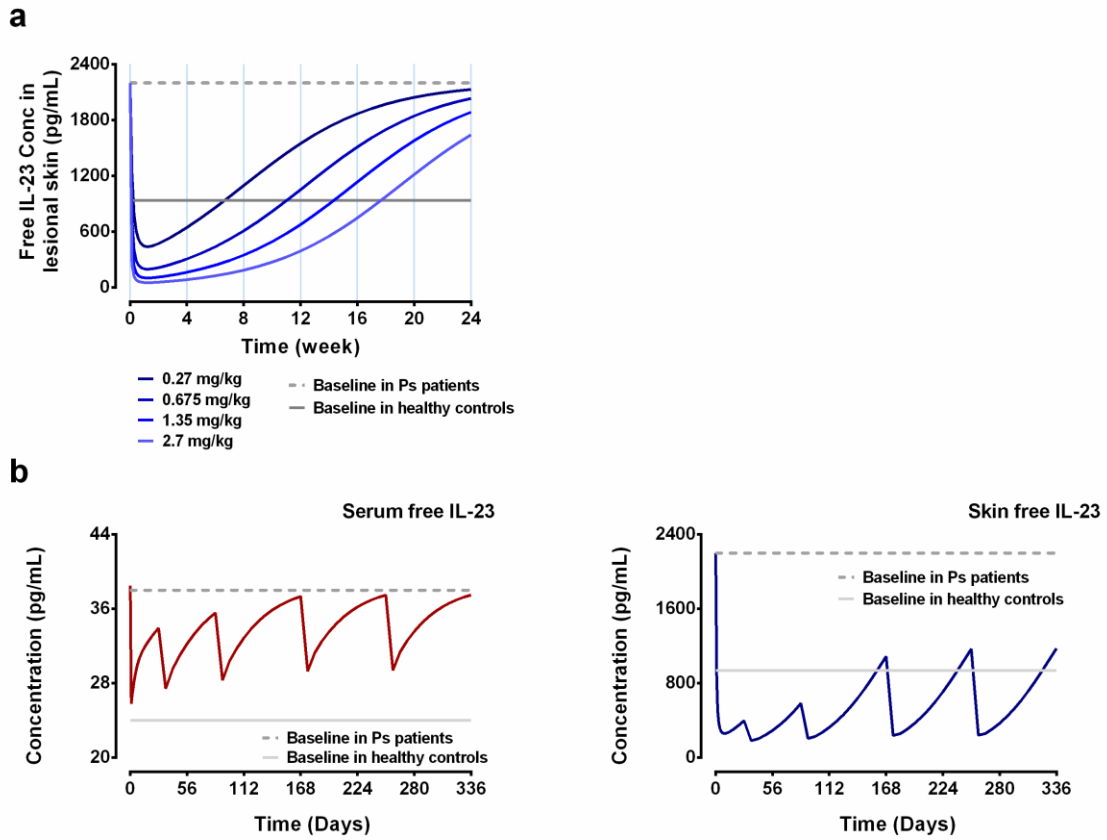 a
Free IL-23 Conc in
lesional skin (pg/mL)
2400
1800
1200
600
0
0 4 8 12 16 20 24
Time (week)
0.27 mg/kg
0.675 mg/kg
1.35 mg/kg
2.7 mg/kg
Baseline in Ps patients
Baseline in healthy controls
b
Serum free IL-23
Concentration (pg/mL)
44
36
28
20
Baseline in Ps patients
Baseline in healthy controls
0 56 112 168 224 280 336
Time (Days)
Skin free IL-23
Concentration (pg/mL)
2400
1600
800
0
Baseline in Ps patients
Baseline in healthy controls
0 56 112 168 224 280 336
Time (Days)